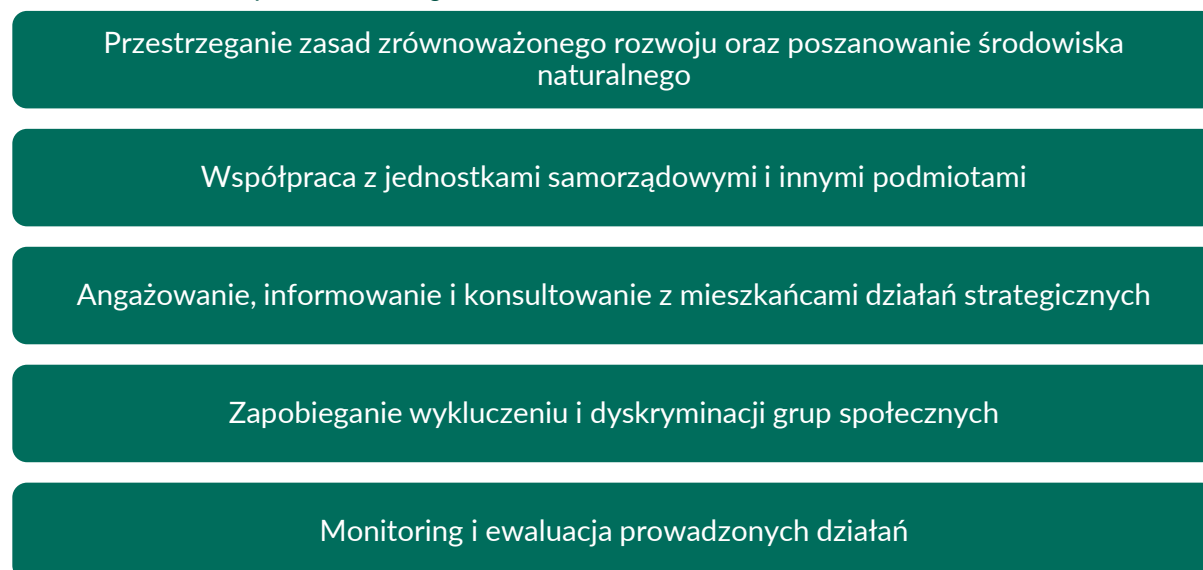 Przestrzeganie zasad zrównoważonego rozwoju oraz poszanowanie środowiska
naturalnego
Współpraca z jednostkami samorządowymi i innymi podmiotami
Angażowanie, informowanie i konsultowanie z mieszkańcami działań strategicznych
Zapobieganie wykluczeniu i dyskryminacji grup społecznych
Monitoring i ewaluacja prowadzonych działań